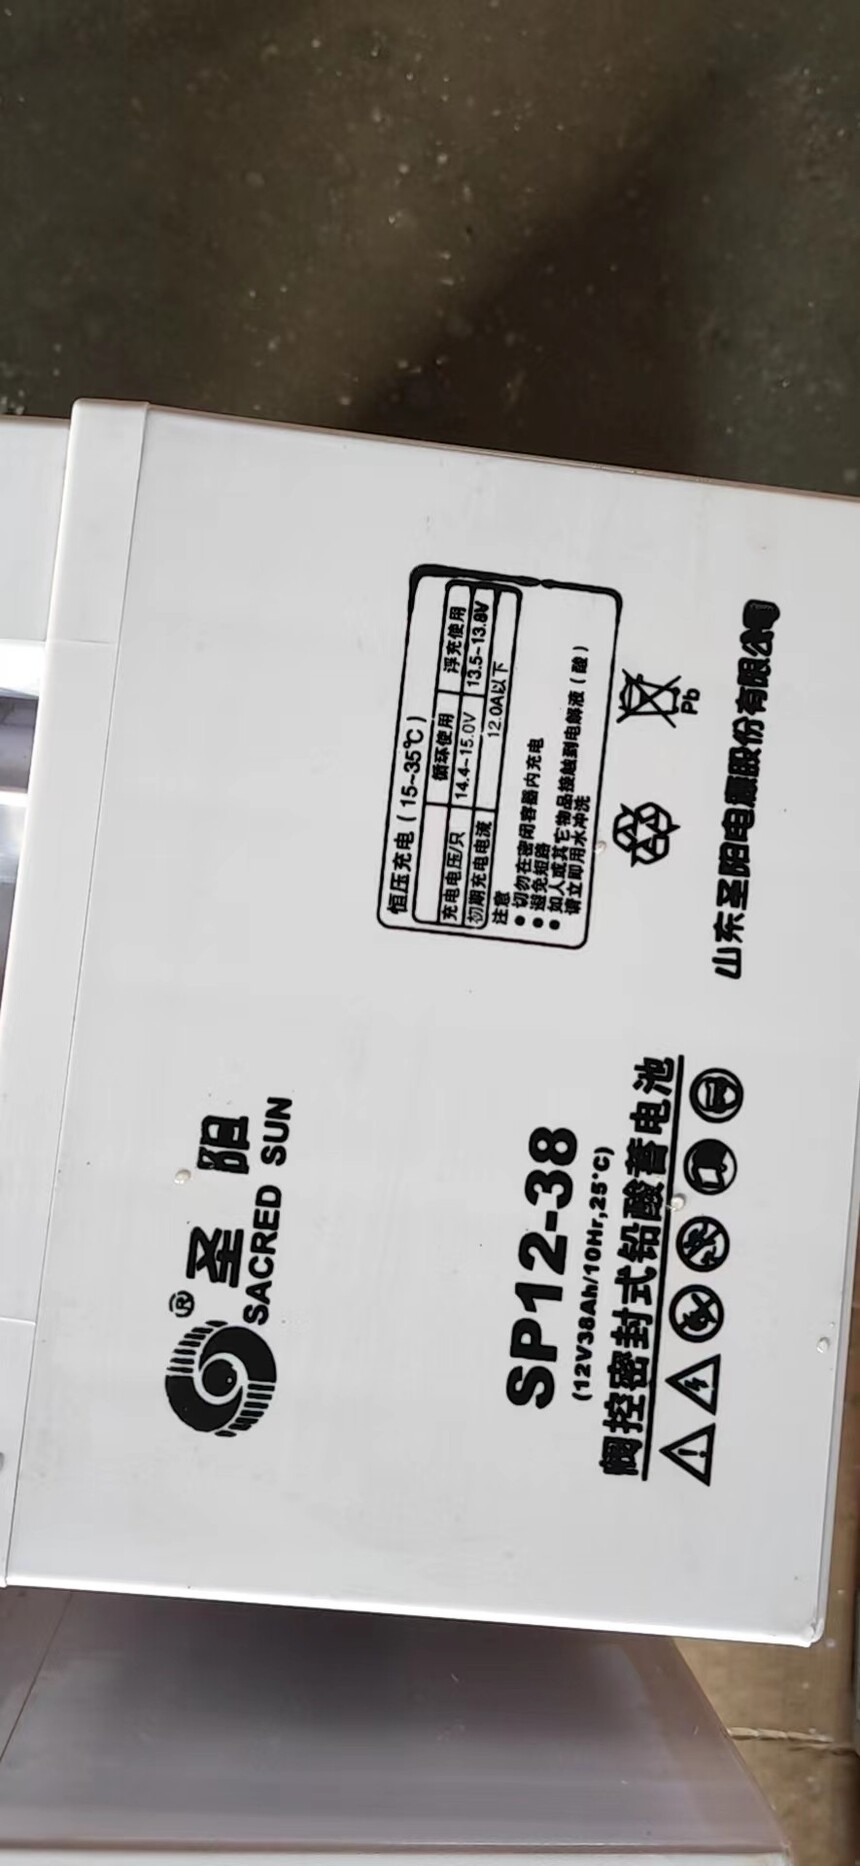 圣阳
®
SACRED SUN
恒压充电(15~35℃)
循环使用 浮充使用
充电电压/只 14.4~15.0V 13.5~13.8V
初期充电电流 12.0A以下
注意
●切勿在密闭容器内充电
●避免短路
●如人或其它物品接触到电解液(酸)
请立即用水冲洗
Pb
SP12-38
(12V38Ah/10Hr,25°C)
阀控密封式铅酸蓄电池
山东圣阳电源股份有限公司